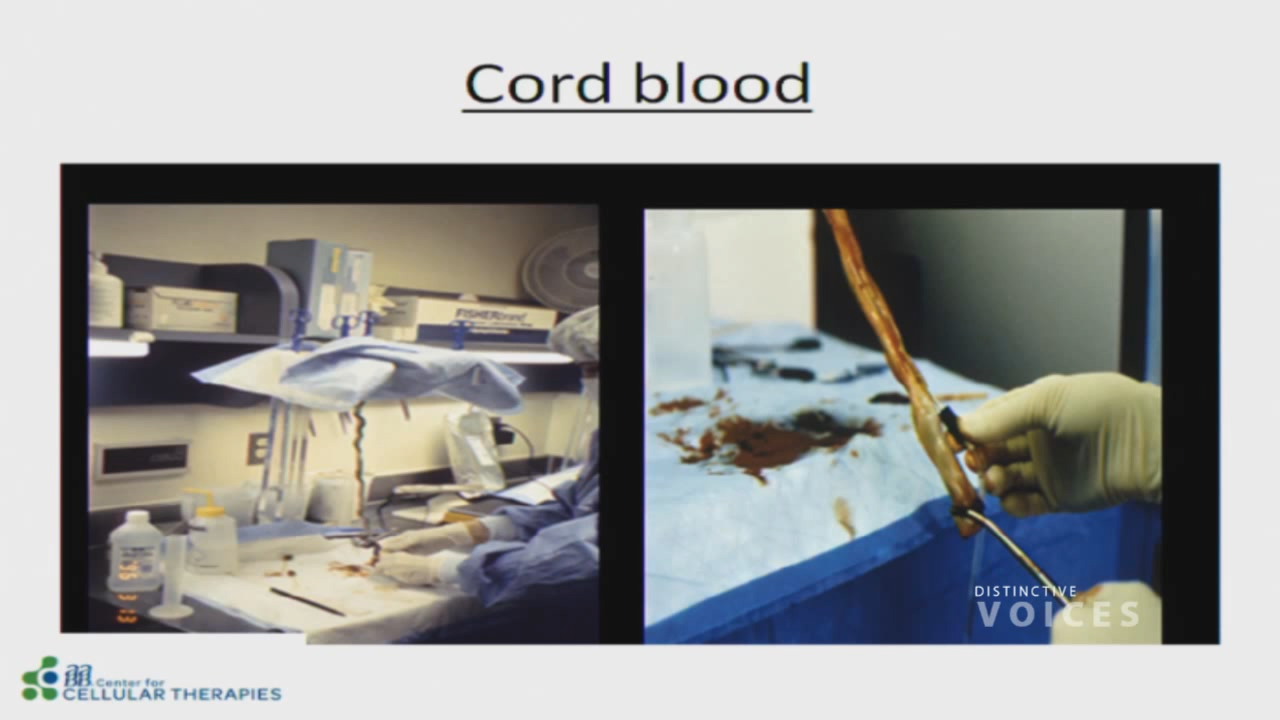 Cord blood
FISHERbrand
DISTINCTIVE
VOICES
Center for
CELLULAR THERAPIES